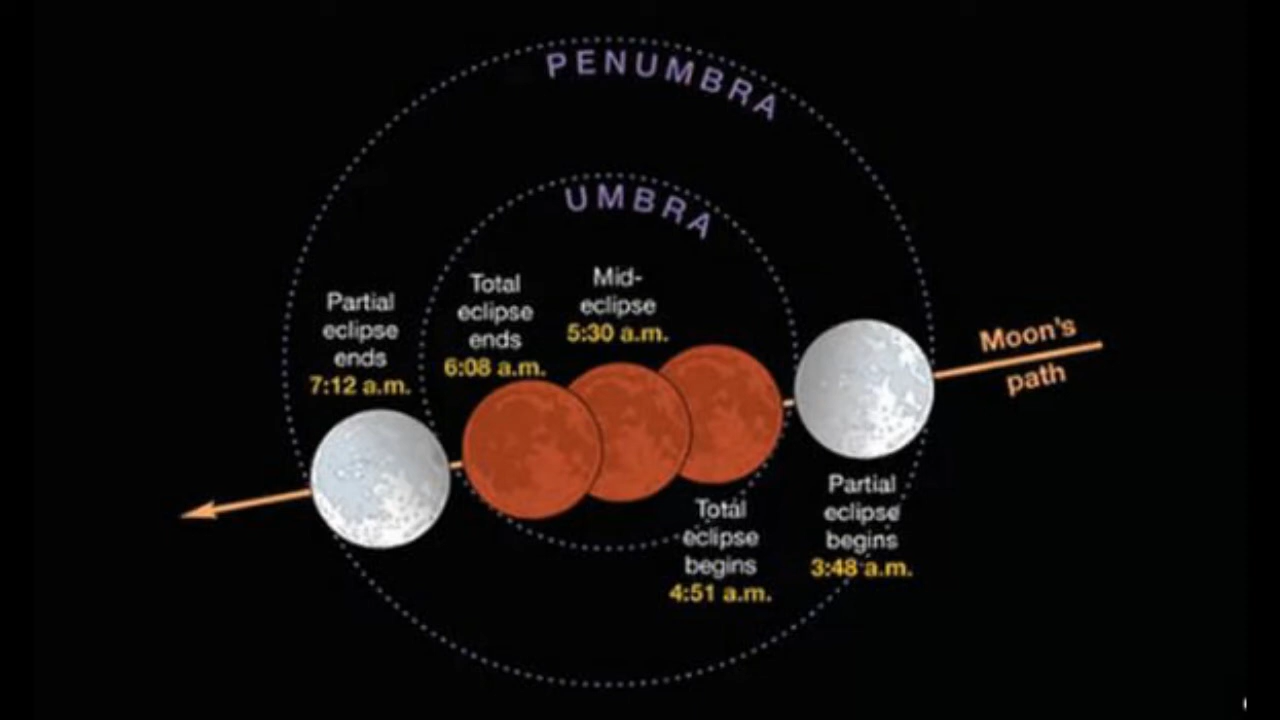 PENUMBRA
UMBRA
Partial
eclipse
ends
7:12 a.m.
Total
eclipse
ends
6:08 a.m.
Mid-
eclipse
5:30 a.m.
Total
eclipse
begins
4:51 a.m.
Partial
eclipse
begins
3:48 a.m.
Moon's
path